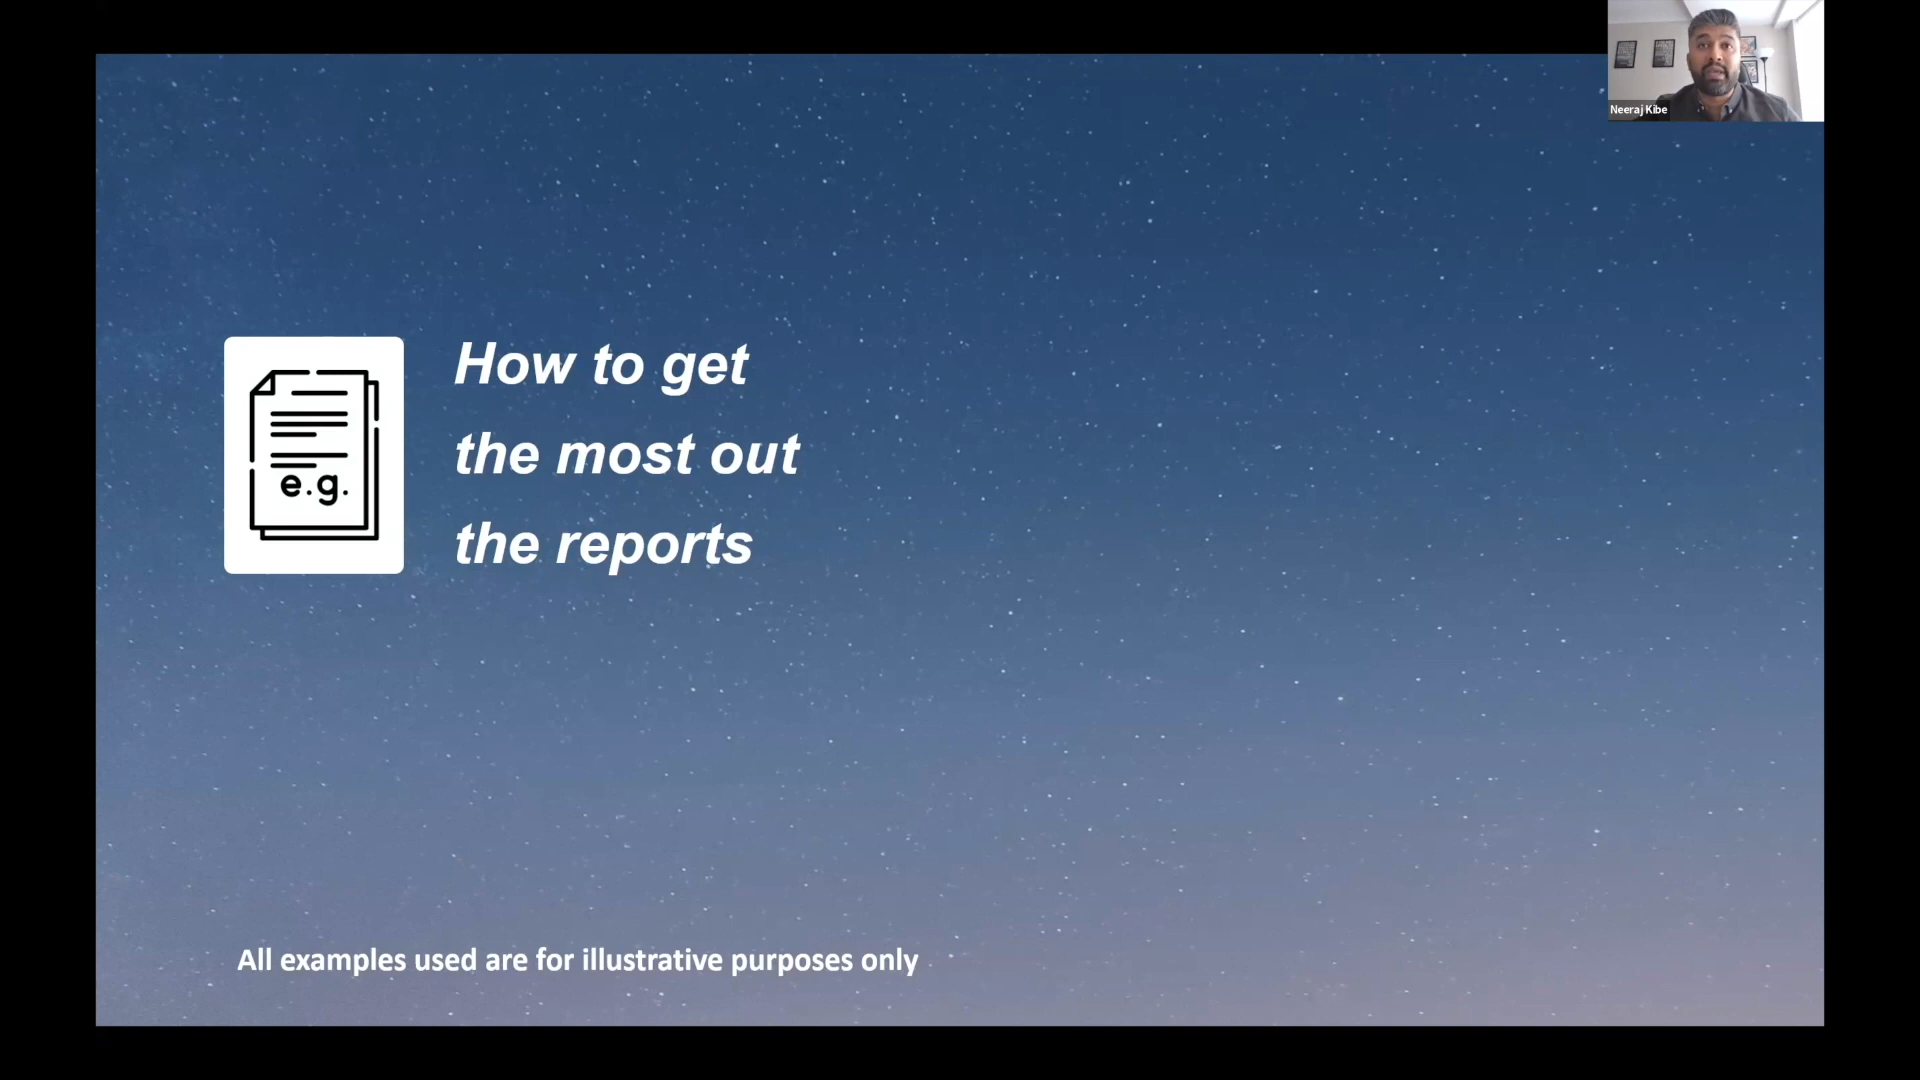 Neeraj Kibe
How to get
the most out
the reports
e.g.
All examples used are for illustrative purposes only